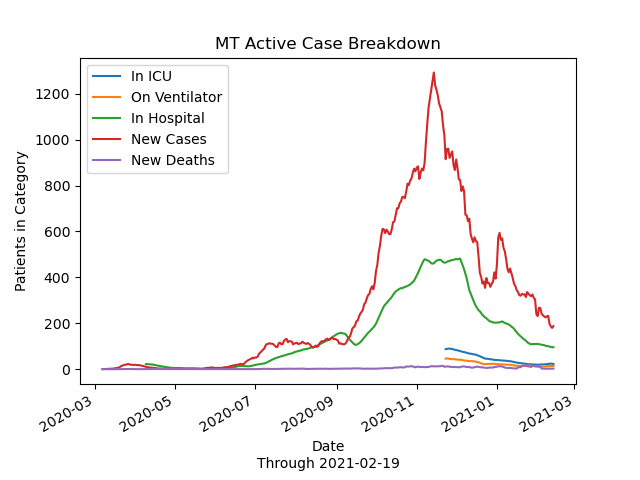 MT Active Case Breakdown
In ICU
On Ventilator
In Hospital
New Cases
New Deaths
Patients in Category
1200
1000
800
600
400
200
0
2020-03
2020-05
2020-07
2020-09
2020-11
2021-01
2021-03
Date
Through 2021-02-19